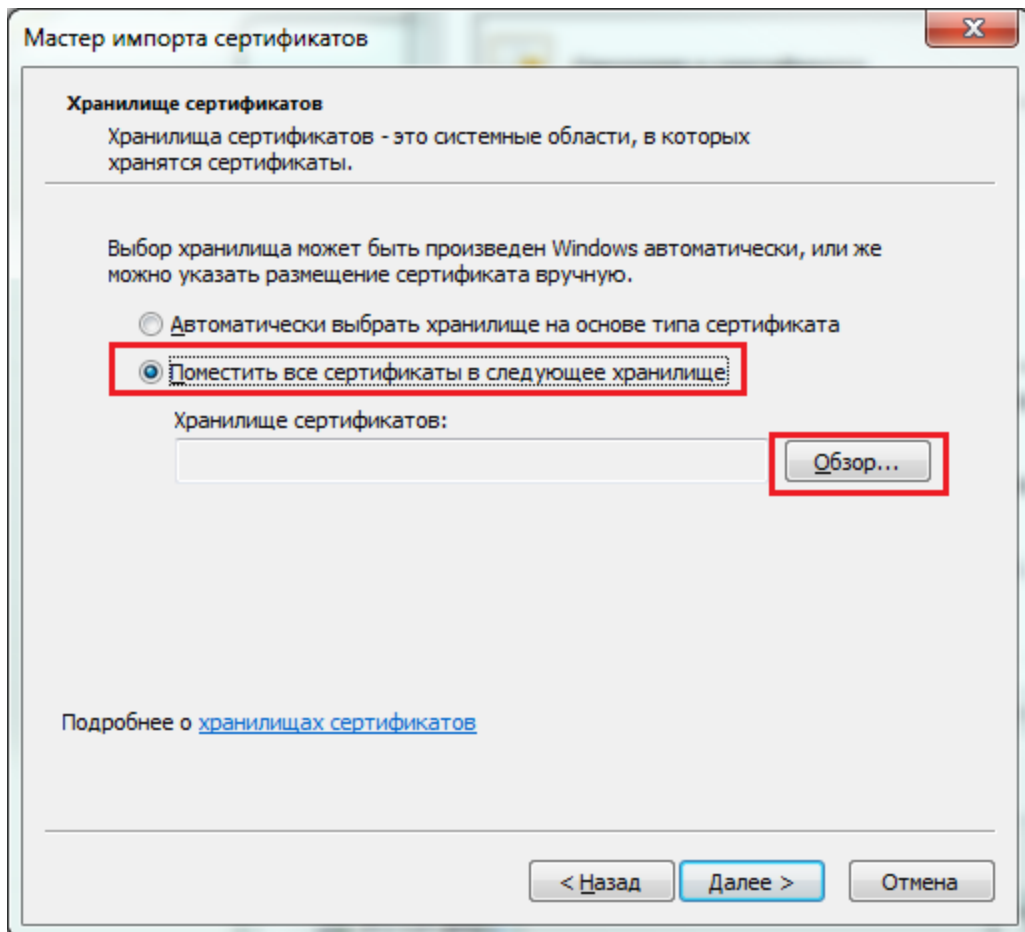 Мастер импорта сертификатов
Хранилище сертификатов
Хранилища сертификатов - это системные области, в которых
хранятся сертификаты.
Выбор хранилища может быть произведен Windows автоматически, или же
можно указать размещение сертификата вручную.
Автоматически выбрать хранилище на основе типа сертификата
Поместить все сертификаты в следующее хранилище
Хранилище сертификатов:
Обзор...
Подробнее о хранилищах сертификатов
< Назад Далее > Отмена